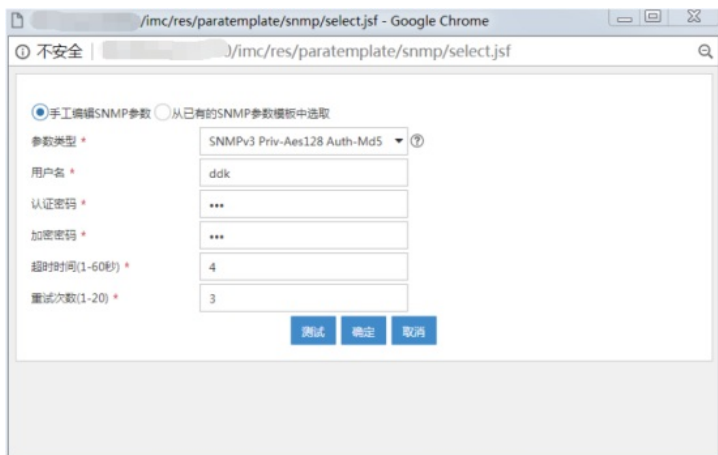 /imc/res/paratemplate/snmp/select.jsf - Google Chrome
不安全 | 0/imc/res/paratemplate/snmp/select.jsf
手工编辑SNMP参数 从已有的SNMP参数模板中选取
参数类型 * SNMPv3 Priv-Aes128 Auth-Md5
用户名 * ddk
认证密码 * •••
加密密码 * •••
超时时间(1-60秒) * 4
重试次数(1-20) * 3
测试 确定 取消